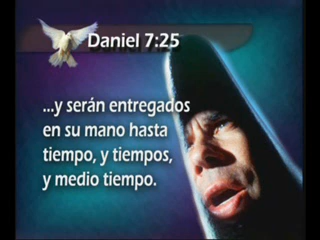 Daniel 7:25
...y serán entregados
en su mano hasta
tiempo, y tiempos,
y medio tiempo.